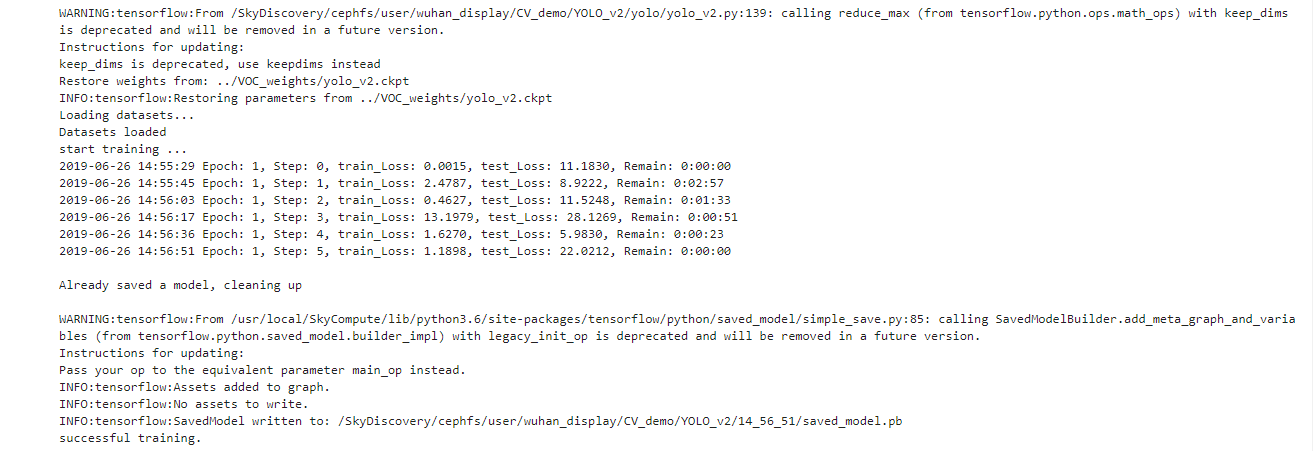 WARNING:tensorflow:From /SkyDiscovery/cephfs/user/wuhan_display/CV_demo/YOLO_v2/yolo/yolo_v2.py:139: calling reduce_max (from tensorflow.python.ops.math_ops) with keep_dims
is deprecated and will be removed in a future version.
Instructions for updating:
keep_dims is deprecated, use keepdims instead
Restore weights from: ../VOC_weights/yolo_v2.ckpt
INFO:tensorflow:Restoring parameters from ../VOC_weights/yolo_v2.ckpt
Loading datasets...
Datasets loaded
start training ...
2019-06-26 14:55:29 Epoch: 1, Step: 0, train_Loss: 0.0015, test_Loss: 11.1830, Remain: 0:00:00
2019-06-26 14:55:45 Epoch: 1, Step: 1, train_Loss: 2.4787, test_Loss: 8.9222, Remain: 0:02:57
2019-06-26 14:56:03 Epoch: 1, Step: 2, train_Loss: 0.4627, test_Loss: 11.5248, Remain: 0:01:33
2019-06-26 14:56:17 Epoch: 1, Step: 3, train_Loss: 13.1979, test_Loss: 28.1269, Remain: 0:00:51
2019-06-26 14:56:36 Epoch: 1, Step: 4, train_Loss: 1.6270, test_Loss: 5.9830, Remain: 0:00:23
2019-06-26 14:56:51 Epoch: 1, Step: 5, train_Loss: 1.1898, test_Loss: 22.0212, Remain: 0:00:00
Already saved a model, cleaning up
WARNING:tensorflow:From /usr/local/SkyCompute/lib/python3.6/site-packages/tensorflow/python/saved_model/simple_save.py:85: calling SavedModelBuilder.add_meta_graph_and_varia
bles (from tensorflow.python.saved_model.builder_impl) with legacy_init_op is deprecated and will be removed in a future version.
Instructions for updating:
Pass your op to the equivalent parameter main_op instead.
INFO:tensorflow:Assets added to graph.
INFO:tensorflow:No assets to write.
INFO:tensorflow:SavedModel written to: /SkyDiscovery/cephfs/user/wuhan_display/CV_demo/YOLO_v2/14_56_51/saved_model.pb
successful training.